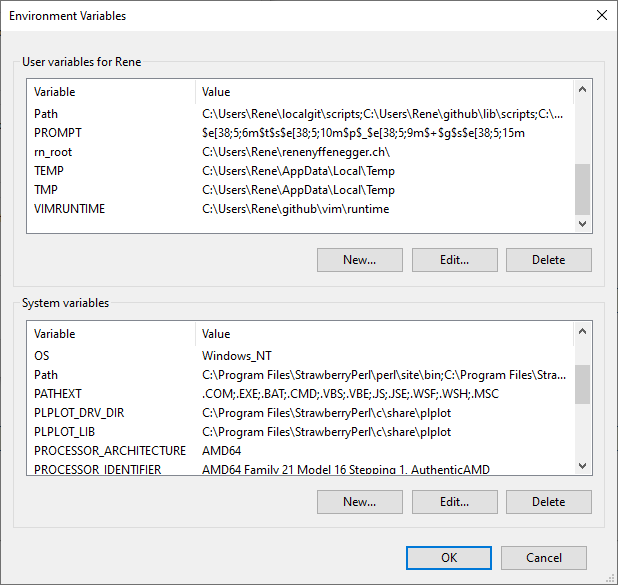 Environment Variables
User variables for Rene
Variable Value
Path C:\Users\Rene\localgit\scripts;C:\Users\Rene\github\lib\scripts;C:\...
PROMPT $e[38;5;6m$t$s$e[38;5;10m$p$_$e[38;5;9m$+$g$s$e[38;5;15m
rn_root C:\Users\Rene\renenyffenegger.ch\
TEMP C:\Users\Rene\AppData\Local\Temp
TMP C:\Users\Rene\AppData\Local\Temp
VIMRUNTIME C:\Users\Rene\github\vim\runtime
New... Edit... Delete
System variables
Variable Value
OS Windows_NT
Path C:\Program Files\StrawberryPerl\perl\site\bin;C:\Program Files\Stra...
PATHEXT .COM;.EXE;.BAT;.CMD;.VBS;.VBE;.JS;.JSE;.WSF;.WSH;.MSC
PLPLOT_DRV_DIR C:\Program Files\StrawberryPerl\c\share\plplot
PLPLOT_LIB C:\Program Files\StrawberryPerl\c\share\plplot
PROCESSOR_ARCHITECTURE AMD64
PROCESSOR_IDENTIFIER AMD64 Family 21 Model 16 Stepping 1, AuthenticAMD
New... Edit... Delete
OK Cancel